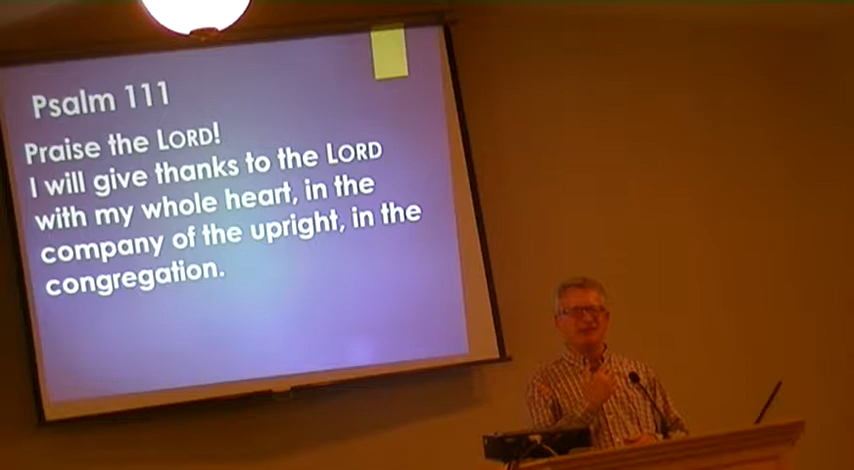 Psalm 111
Praise the LORD!
I will give thanks to the LORD
with my whole heart, in the
company of the upright, in the
congregation.